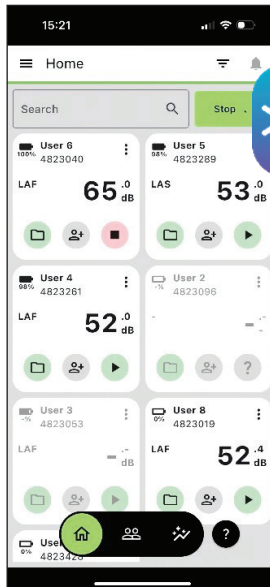 15:21
Home
Search
Stop .
100%
User 6
4823040
LAF
65.0 dB
98%
User 5
4823289
LAS
53.0 dB
98%
User 4
4823261
LAF
52.0 dB
-%
User 2
4823096
-
-.-
?
-%
User 3
4823053
LAF
-.- dB
0%
User 8
4823019
LAF
52.4 dB
0%
?